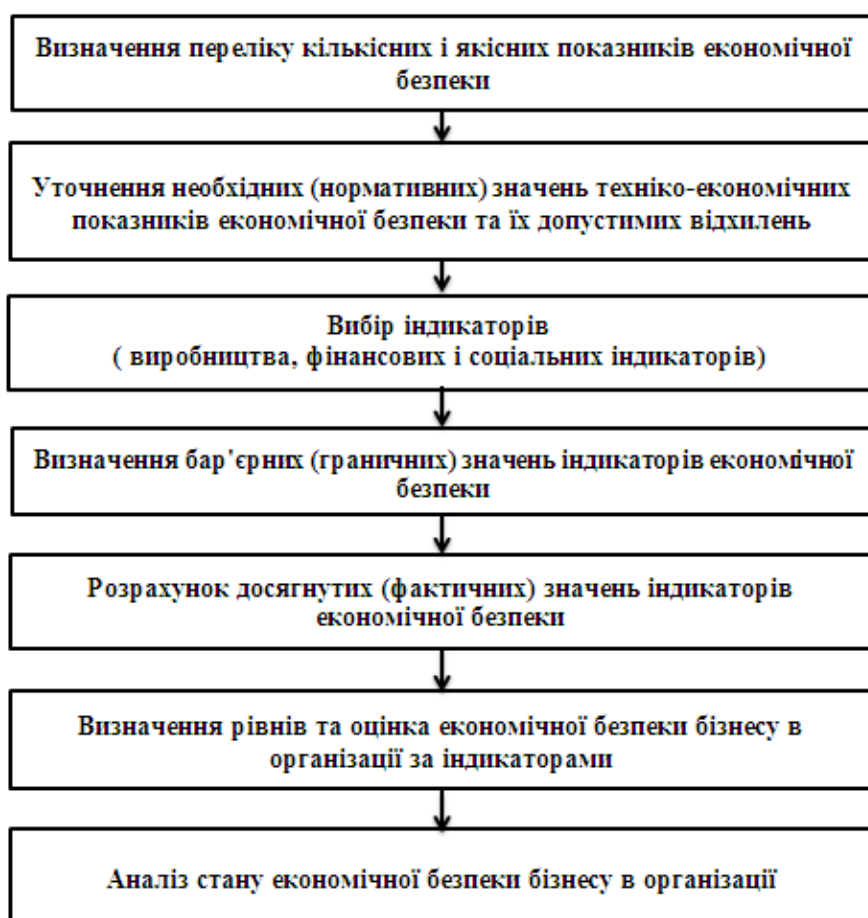 Визначення переліку кількісних і якісних показників економічної
безпеки
Уточнення необхідних (нормативних) значень техніко-економічних
показників економічної безпеки та їх допустимих відхилень
Вибір індикаторів
( виробництва, фінансових і соціальних індикаторів)
Визначення бар'єрних (граничних) значень індикаторів економічної
безпеки
Розрахунок досягнутих (фактичних) значень індикаторів
економічної безпеки
Визначення рівнів та оцінка економічної безпеки бізнесу в
організації за індикаторами
Аналіз стану економічної безпеки бізнесу в організації